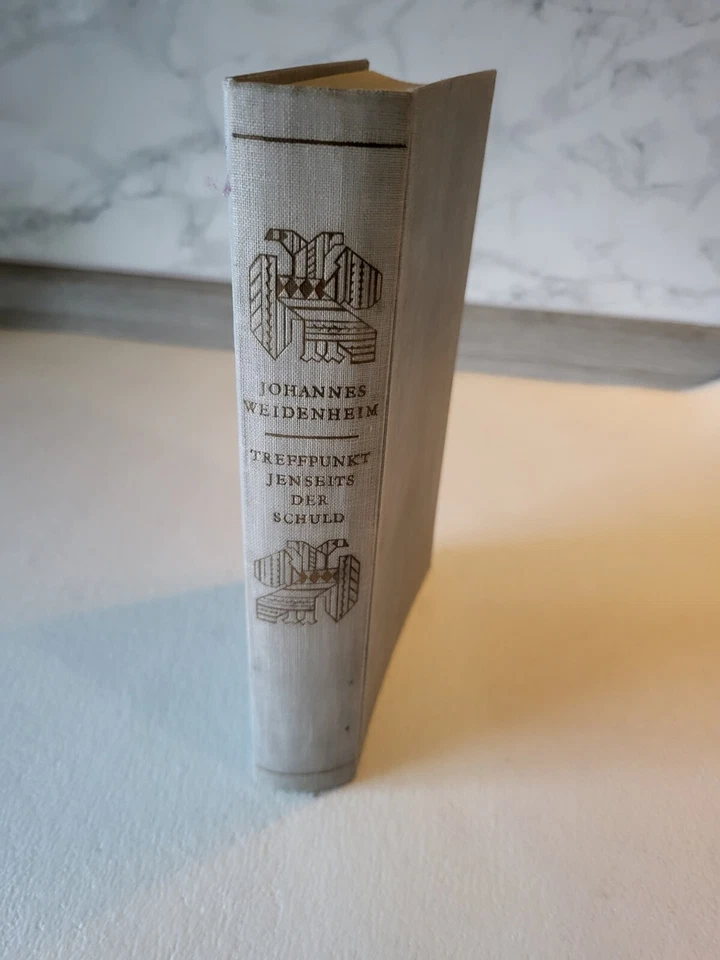 JOHANNES
WEIDENHEIM
TREFFPUNKT
JENSEITS
DER
SCHULD